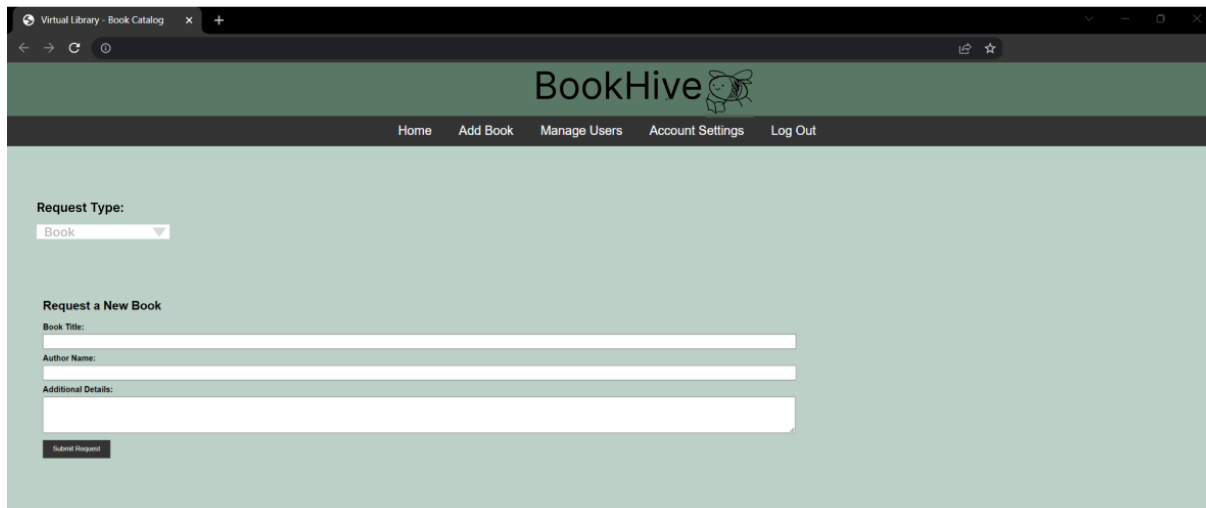 Virtual Library - Book Catalog
BookHive
Home Add Book Manage Users Account Settings Log Out
Request Type:
Book
Request a New Book
Book Title:
Author Name:
Additional Details:
Submit Request